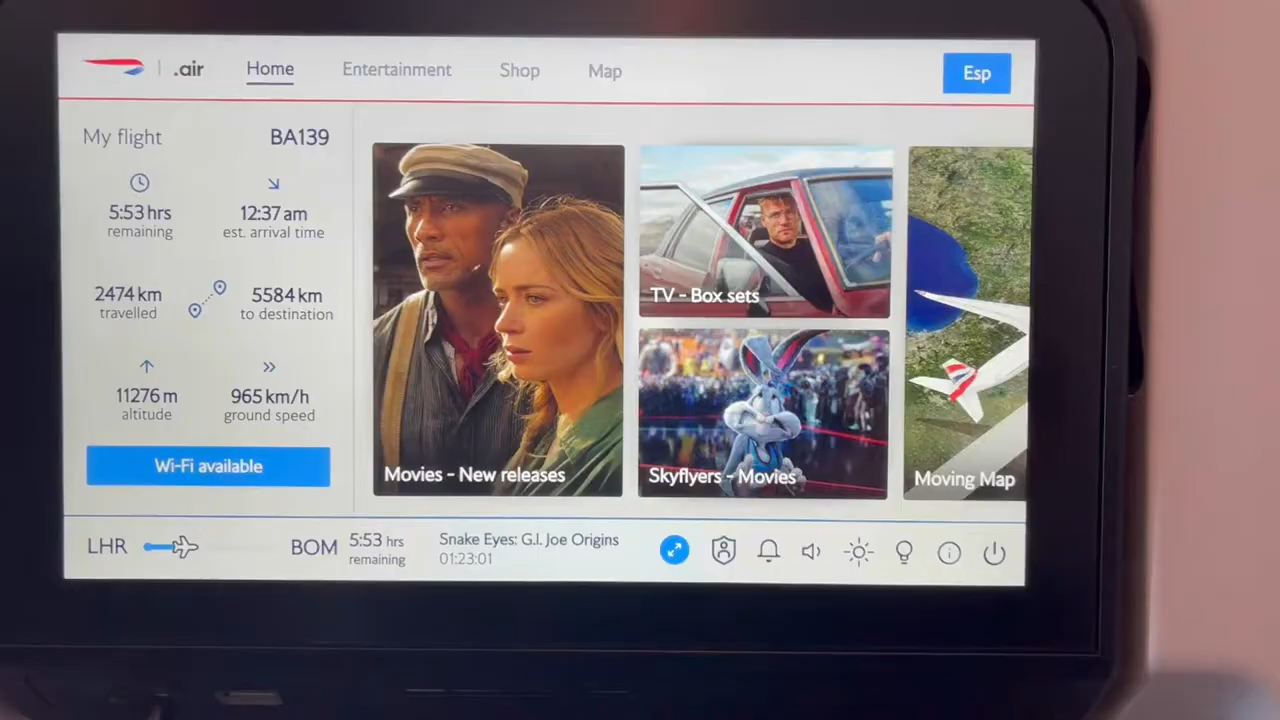 .air Home Entertainment Shop Map Esp
My flight BA139
5:53 hrs 12:37 am
remaining est. arrival time
2474 km 5584 km
travelled to destination
11276 m 965 km/h
altitude ground speed
Wi-Fi available
Movies - New releases
TV - Box sets
Skyflyers - Movies
Moving Map
LHR BOM 5:53 hrs
remaining
Snake Eyes: G.I. Joe Origins
01:23:01